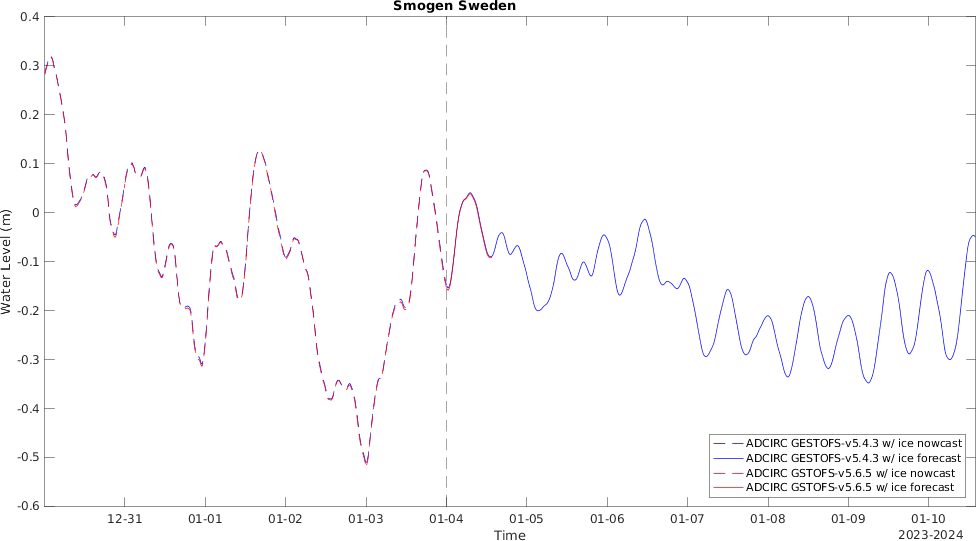 Smogen Sweden
0.4
0.3
0.2
0.1
0
-0.1
-0.2
-0.3
-0.4
-0.5
-0.6
Water Level (m)
ADCIRC GESTOFS-v5.4.3 w/ ice nowcast
ADCIRC GESTOFS-v5.4.3 w/ ice forecast
ADCIRC GSTOFS-v5.6.5 w/ ice nowcast
ADCIRC GSTOFS-v5.6.5 w/ ice forecast
12-31 01-01 01-02 01-03 01-04 01-05 01-06 01-07 01-08 01-09 01-10
Time
2023-2024